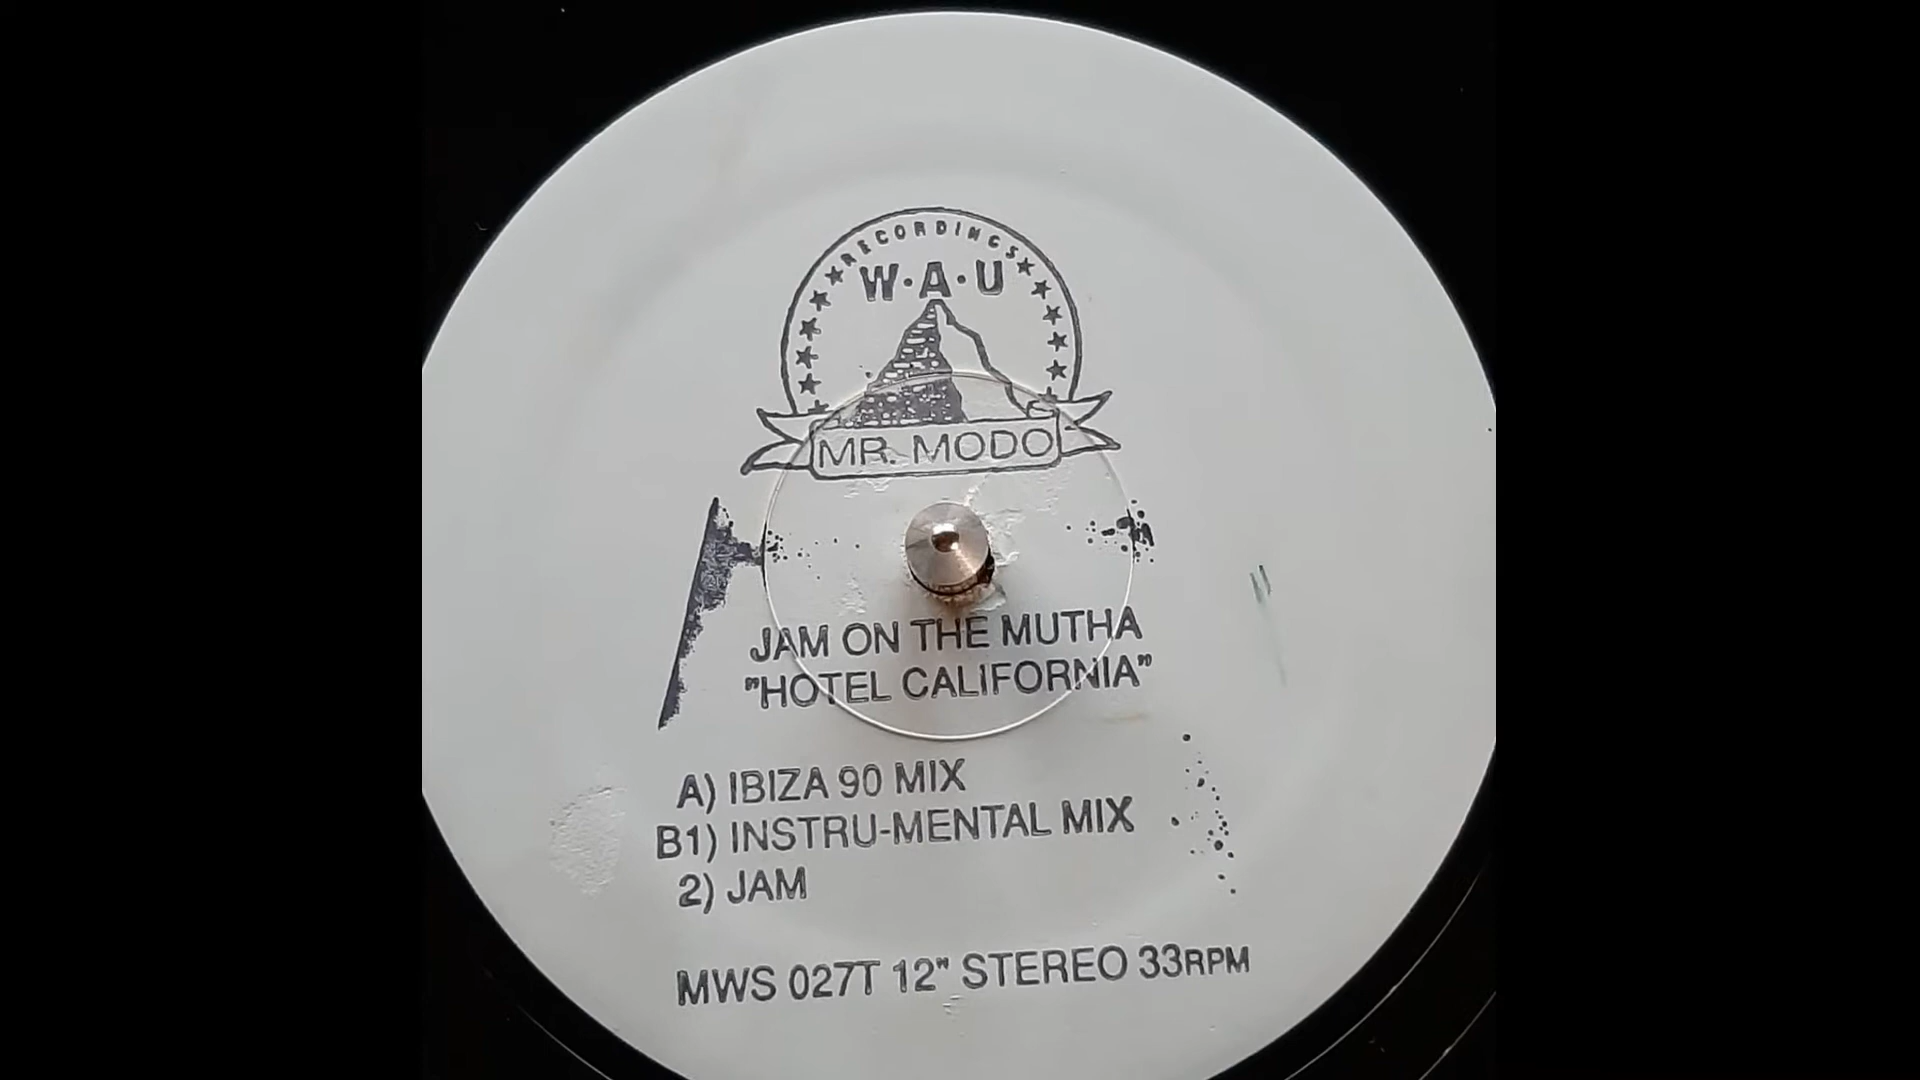 RECORDINGS
W·A·U
MR. MODO
JAM ON THE MUTHA
"HOTEL CALIFORNIA"
A) IBIZA 90 MIX
B1) INSTRU-MENTAL MIX
2) JAM
MWS 027T 12" STEREO 33RPM